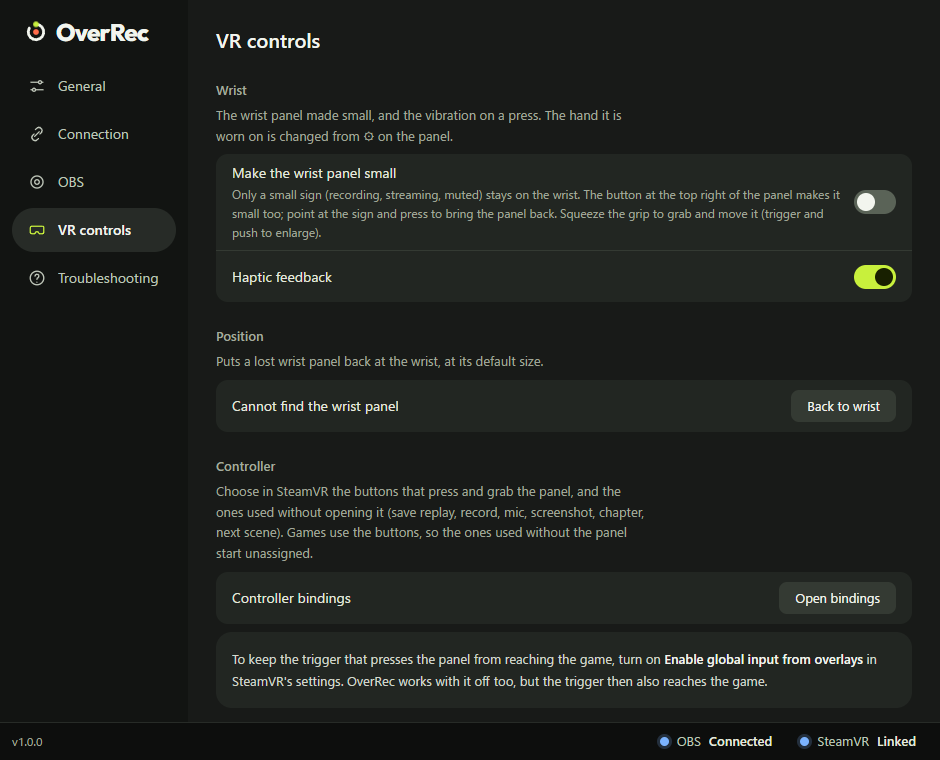 OverRec
General
Connection
OBS
VR controls
Troubleshooting
VR controls
Wrist
The wrist panel made small, and the vibration on a press. The hand it is
worn on is changed from ⚙ on the panel.
Make the wrist panel small
Only a small sign (recording, streaming, muted) stays on the wrist. The button at the top right of the panel makes it
small too; point at the sign and press to bring the panel back. Squeeze the grip to grab and move it (trigger and
push to enlarge).
Haptic feedback
Position
Puts a lost wrist panel back at the wrist, at its default size.
Cannot find the wrist panel
Back to wrist
Controller
Choose in SteamVR the buttons that press and grab the panel, and the
ones used without opening it (save replay, record, mic, screenshot, chapter,
next scene). Games use the buttons, so the ones used without the panel
start unassigned.
Controller bindings
Open bindings
To keep the trigger that presses the panel from reaching the game, turn on Enable global input from overlays in
SteamVR's settings. OverRec works with it off too, but the trigger then also reaches the game.
v1.0.0
OBS Connected
SteamVR Linked